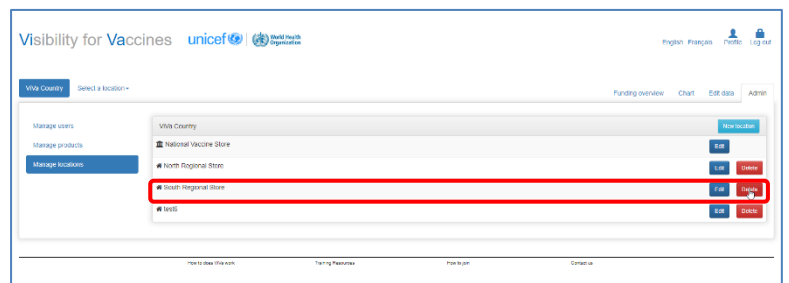 Visibility for Vaccines unicef World Health Organization
English Français Profile Log out
ViVa Country Select a location
Funding overview Chart Edit data Admin
Manage users
Manage products
Manage locations
ViVa Country New location
National Vaccine Store Edit
North Regional Store Edit Delete
South Regional Store Edit Delete
test6 Edit Delete
How to does ViVa work Training Resources How to join Contact us